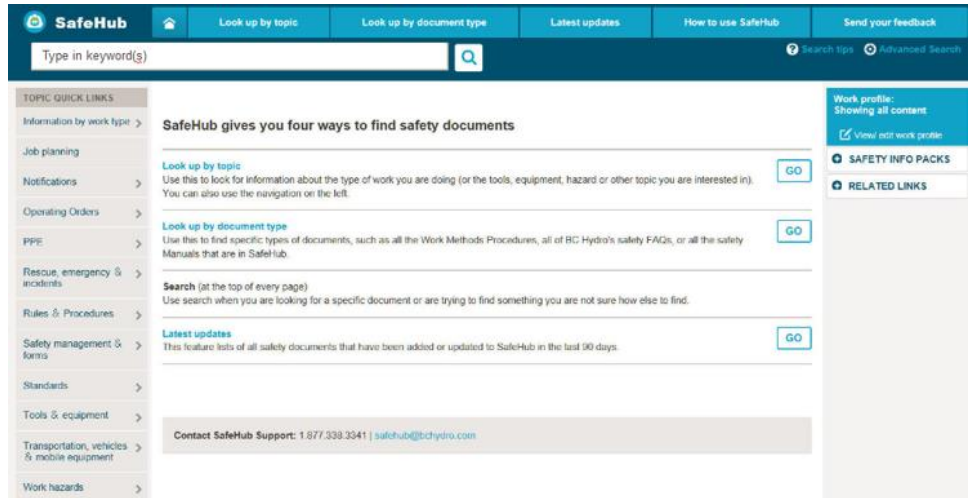 SafeHub
Look up by topic
Look up by document type
Latest updates
How to use SafeHub
Send your feedback
Type in keyword(s)
Search tips
Advanced Search
TOPIC QUICK LINKS
Information by work type
Job planning
Notifications
Operating Orders
PPE
Rescue, emergency &
incidents
Rules & Procedures
Safety management &
forms
Standards
Tools & equipment
Transportation, vehicles
& mobile equipment
Work hazards
SafeHub gives you four ways to find safety documents
Look up by topic
Use this to look for information about the type of work you are doing (or the tools, equipment, hazard or other topic you are interested in).
You can also use the navigation on the left.
GO
Look up by document type
Use this to find specific types of documents, such as all the Work Methods Procedures, all of BC Hydro's safety FAQs, or all the safety
Manuals that are in SafeHub.
GO
Search (at the top of every page)
Use search when you are looking for a specific document or are trying to find something you are not sure how else to find.
Latest updates
This feature lists of all safety documents that have been added or updated to SafeHub in the last 90 days.
GO
Contact SafeHub Support: 1.877.338.3341 | safehub@bchydro.com
Work profile:
Showing all content
View/ edit work profile
SAFETY INFO PACKS
RELATED LINKS